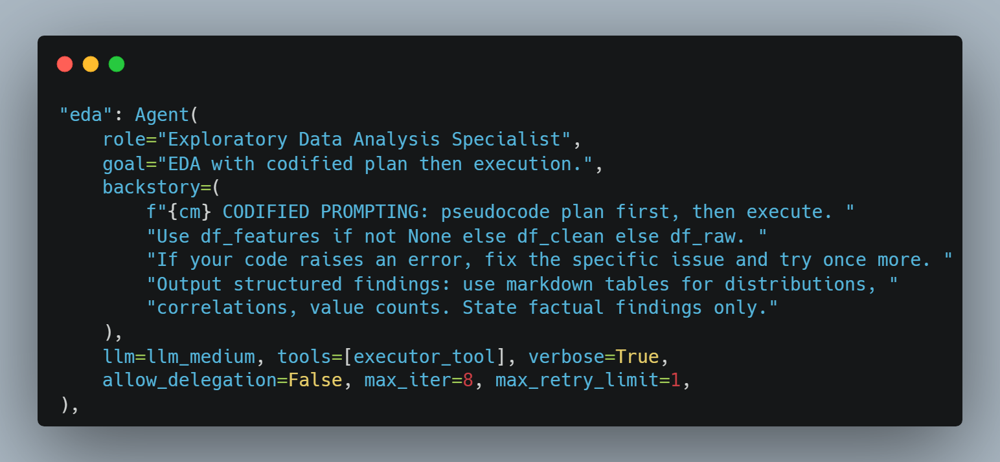 "eda": Agent(
    role="Exploratory Data Analysis Specialist",
    goal="EDA with codified plan then execution.",
    backstory=(
        f"{cm} CODIFIED PROMPTING: pseudocode plan first, then execute. "
        "Use df_features if not None else df_clean else df_raw. "
        "If your code raises an error, fix the specific issue and try once more. "
        "Output structured findings: use markdown tables for distributions, "
        "correlations, value counts. State factual findings only."
    ),
    llm=llm_medium, tools=[executor_tool], verbose=True,
    allow_delegation=False, max_iter=8, max_retry_limit=1,
),